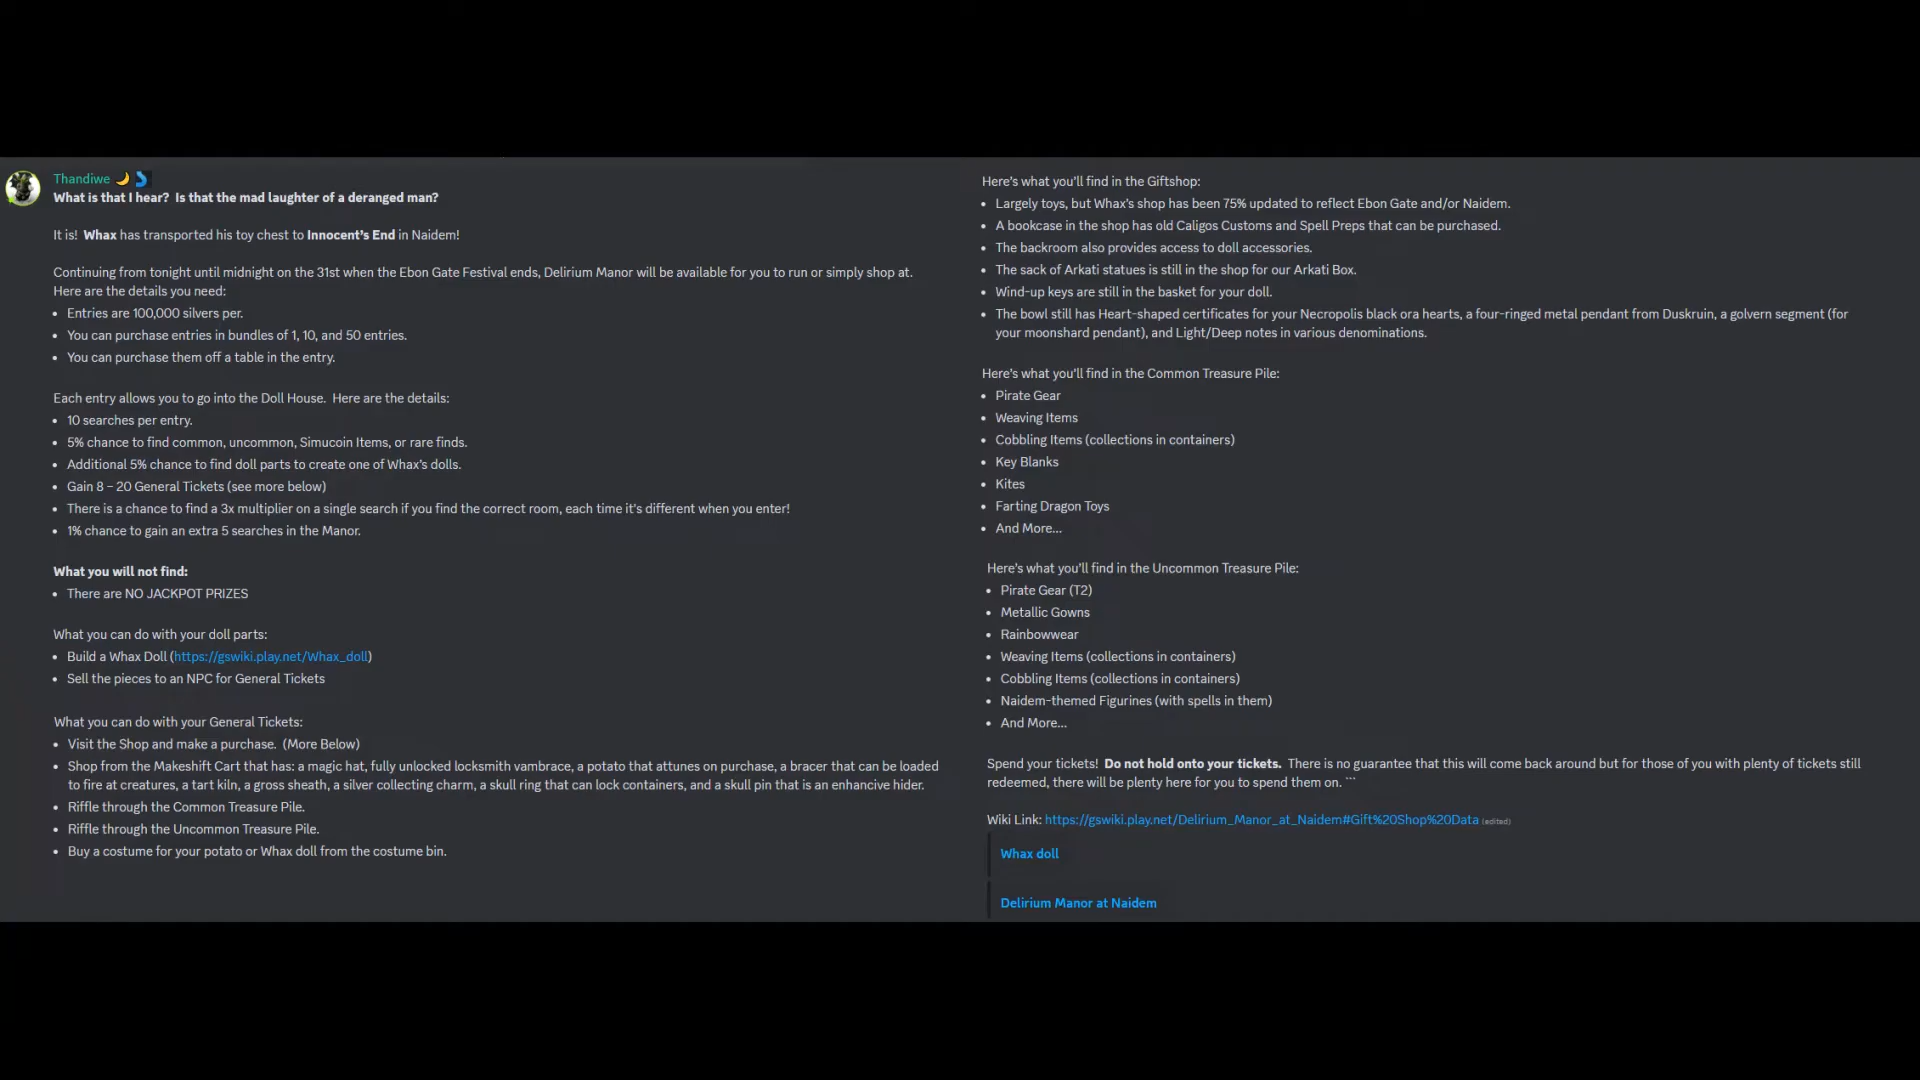 Thandiwe
What is that I hear? Is that the mad laughter of a deranged man?
It is! Whax has transported his toy chest to Innocent's End in Naidem!
Continuing from tonight until midnight on the 31st when the Ebon Gate Festival ends, Delirium Manor will be available for you to run or simply shop at.
Here are the details you need:
• Entries are 100,000 silvers per.
• You can purchase entries in bundles of 1, 10, and 50 entries.
• You can purchase them off a table in the entry.
Each entry allows you to go into the Doll House. Here are the details:
• 10 searches per entry.
• 5% chance to find common, uncommon, Simucoin Items, or rare finds.
• Additional 5% chance to find doll parts to create one of Whax's dolls.
• Gain 8 – 20 General Tickets (see more below)
• There is a chance to find a 3x multiplier on a single search if you find the correct room, each time it's different when you enter!
• 1% chance to gain an extra 5 searches in the Manor.
What you will not find:
• There are NO JACKPOT PRIZES
What you can do with your doll parts:
• Build a Whax Doll (https://gswiki.play.net/Whax_doll)
• Sell the pieces to an NPC for General Tickets
What you can do with your General Tickets:
• Visit the Shop and make a purchase. (More Below)
• Shop from the Makeshift Cart that has: a magic hat, fully unlocked locksmith vambrace, a potato that attunes on purchase, a bracer that can be loaded
to fire at creatures, a tart kiln, a gross sheath, a silver collecting charm, a skull ring that can lock containers, and a skull pin that is an enhancive hider.
• Riffle through the Common Treasure Pile.
• Riffle through the Uncommon Treasure Pile.
• Buy a costume for your potato or Whax doll from the costume bin.
Here's what you'll find in the Giftshop:
• Largely toys, but Whax's shop has been 75% updated to reflect Ebon Gate and/or Naidem.
• A bookcase in the shop has old Caligos Customs and Spell Preps that can be purchased.
• The backroom also provides access to doll accessories.
• The sack of Arkati statues is still in the shop for our Arkati Box.
• Wind-up keys are still in the basket for your doll.
• The bowl still has Heart-shaped certificates for your Necropolis black ora hearts, a four-ringed metal pendant from Duskruin, a golvern segment (for
your moonshard pendant), and Light/Deep notes in various denominations.
Here's what you'll find in the Common Treasure Pile:
• Pirate Gear
• Weaving Items
• Cobbling Items (collections in containers)
• Key Blanks
• Kites
• Farting Dragon Toys
• And More...
Here's what you'll find in the Uncommon Treasure Pile:
• Pirate Gear (T2)
• Metallic Gowns
• Rainbowwear
• Weaving Items (collections in containers)
• Cobbling Items (collections in containers)
• Naidem-themed Figurines (with spells in them)
• And More...
Spend your tickets! Do not hold onto your tickets. There is no guarantee that this will come back around but for those of you with plenty of tickets still
redeemed, there will be plenty here for you to spend them on. ```
Wiki Link: https://gswiki.play.net/Delirium_Manor_at_Naidem#Gift%20Shop%20Data (edited)
Whax doll
Delirium Manor at Naidem